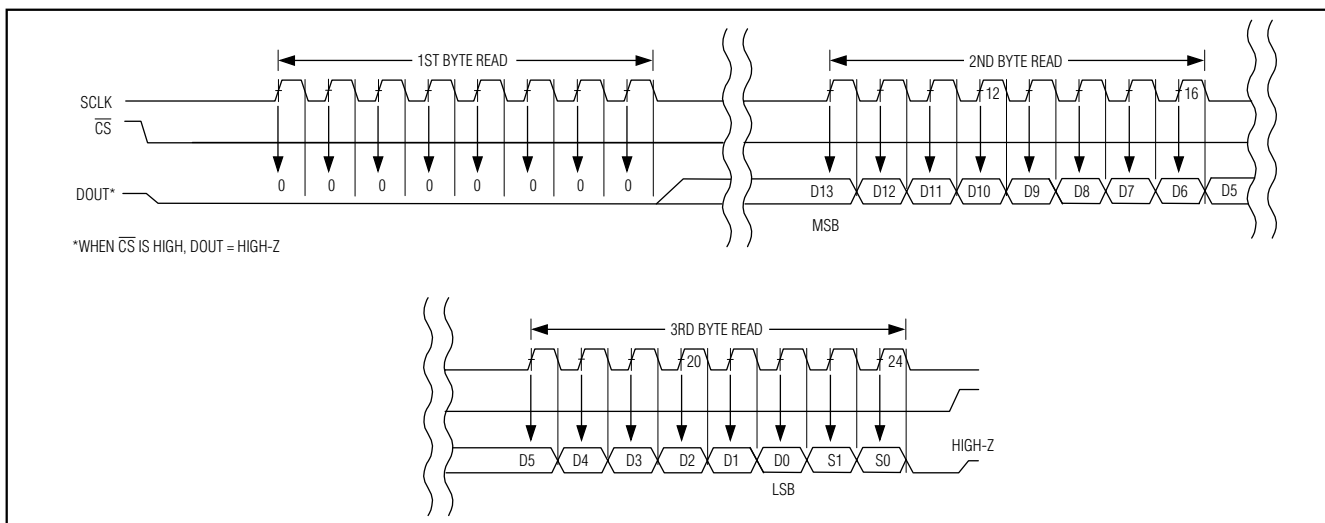 1ST BYTE READ
2ND BYTE READ
SCLK
12
16
C̅S̅
0 0 0 0 0 0 0 0
DOUT*
D13 D12 D11 D10 D9 D8 D7 D6 D5
MSB
*WHEN C̅S̅ IS HIGH, DOUT = HIGH-Z
3RD BYTE READ
20
24
HIGH-Z
D5 D4 D3 D2 D1 D0 S1 S0
LSB